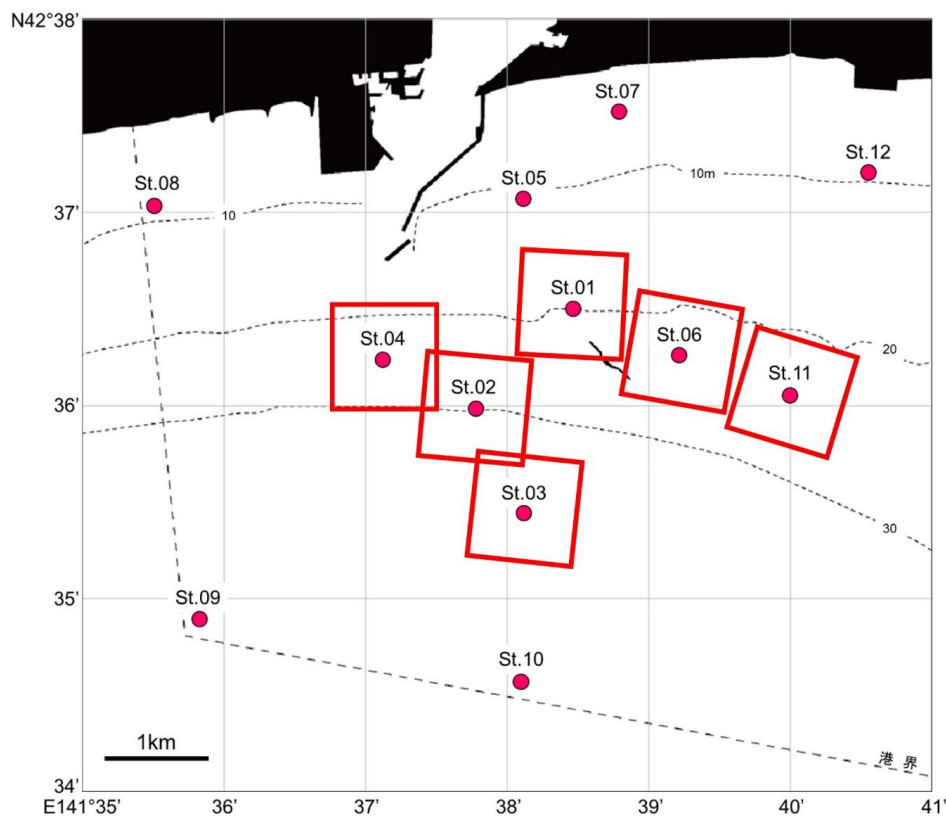 N42°38’
St.07
St.12
St.05
10m
St.08
37’
10
St.01
St.06
St.04
20
St.11
St.02
36’
St.03
30
35’
St.09
St.10
1km
港界
34’
E141°35’ 36’ 37’ 38’ 39’ 40’ 41’